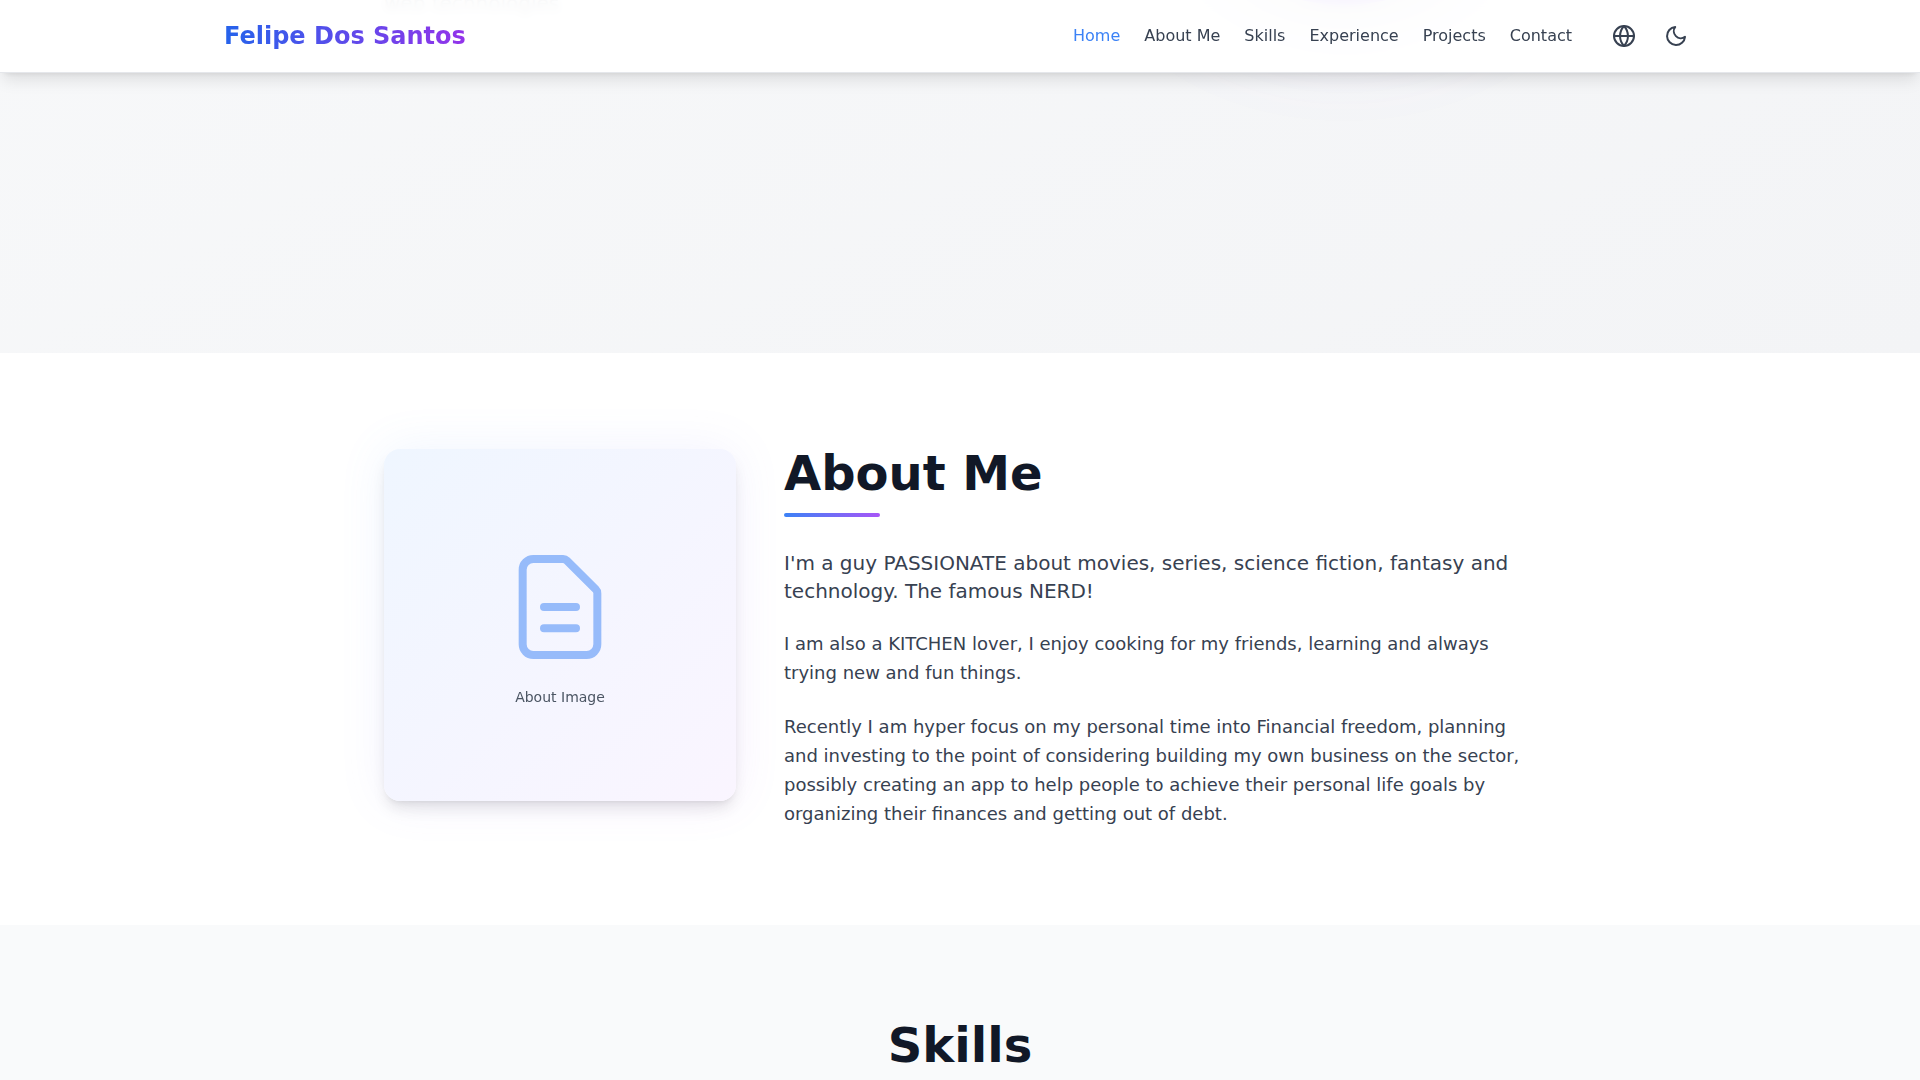 Felipe Dos Santos
Home About Me Skills Experience Projects Contact
About Me
I'm a guy PASSIONATE about movies, series, science fiction, fantasy and
technology. The famous NERD!
I am also a KITCHEN lover, I enjoy cooking for my friends, learning and always
trying new and fun things.
About Image
Recently I am hyper focus on my personal time into Financial freedom, planning
and investing to the point of considering building my own business on the sector,
possibly creating an app to help people to achieve their personal life goals by
organizing their finances and getting out of debt.
Skills